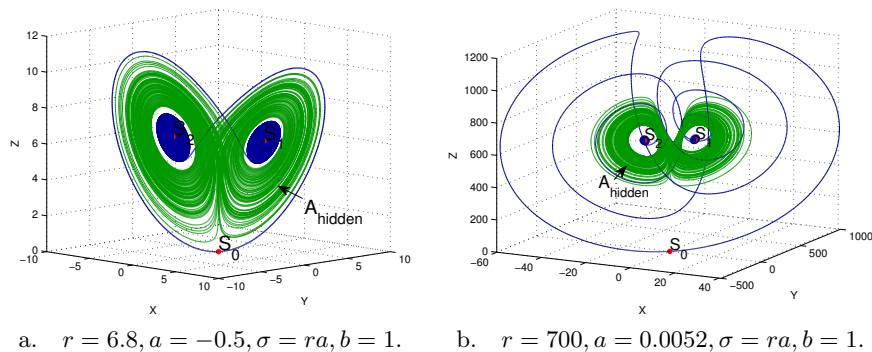 12
10
8
6
4
2
0
Z
−10
−5
0
5
10
X
−10
−5
0
5
10
Y
S2
S1
S0
Ahidden
1200
1000
800
600
400
200
0
Z
−60
−40
−20
0
20
40
X
−500
0
500
1000
Y
S2
S1
S0
Ahidden
a. r = 6.8, a = −0.5, σ = ra, b = 1.
b. r = 700, a = 0.0052, σ = ra, b = 1.